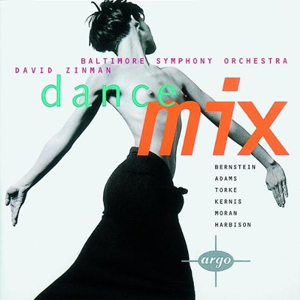 BALTIMORE SYMPHONY ORCHESTRA
DAVID ZINMAN
dance
mix
BERNSTEIN
ADAMS
TORKE
KERNIS
MORAN
HARBISON
argo